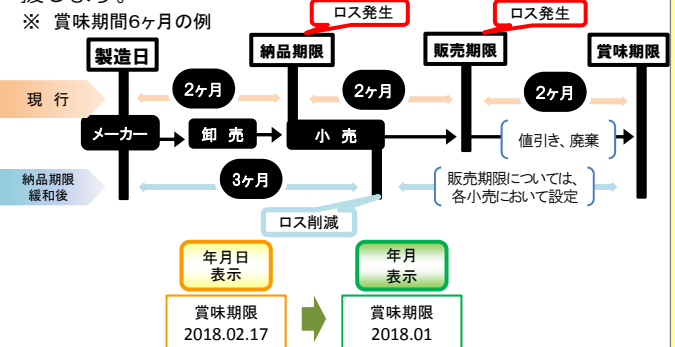 ※ 賞味期間6ヶ月の例
ロス発生
ロス発生
製造日
納品期限
販売期限
賞味期限
現 行
2ヶ月
2ヶ月
2ヶ月
メーカー
卸 売
小 売
値引き、廃棄
納品期限
緩和後
3ヶ月
販売期限については、
各小売において設定
ロス削減
年月日
表示
年月
表示
賞味期限
2018.02.17
賞味期限
2018.01